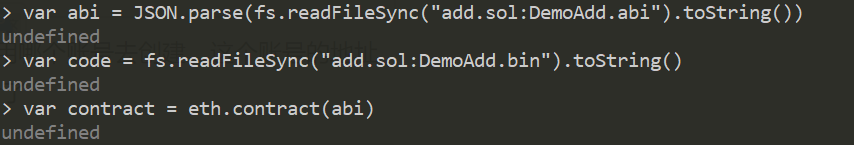 > var abi = JSON.parse(fs.readFileSync("add.sol:DemoAdd.abi").toString())
undefined
> var code = fs.readFileSync("add.sol:DemoAdd.bin").toString()
undefined
> var contract = eth.contract(abi)
undefined